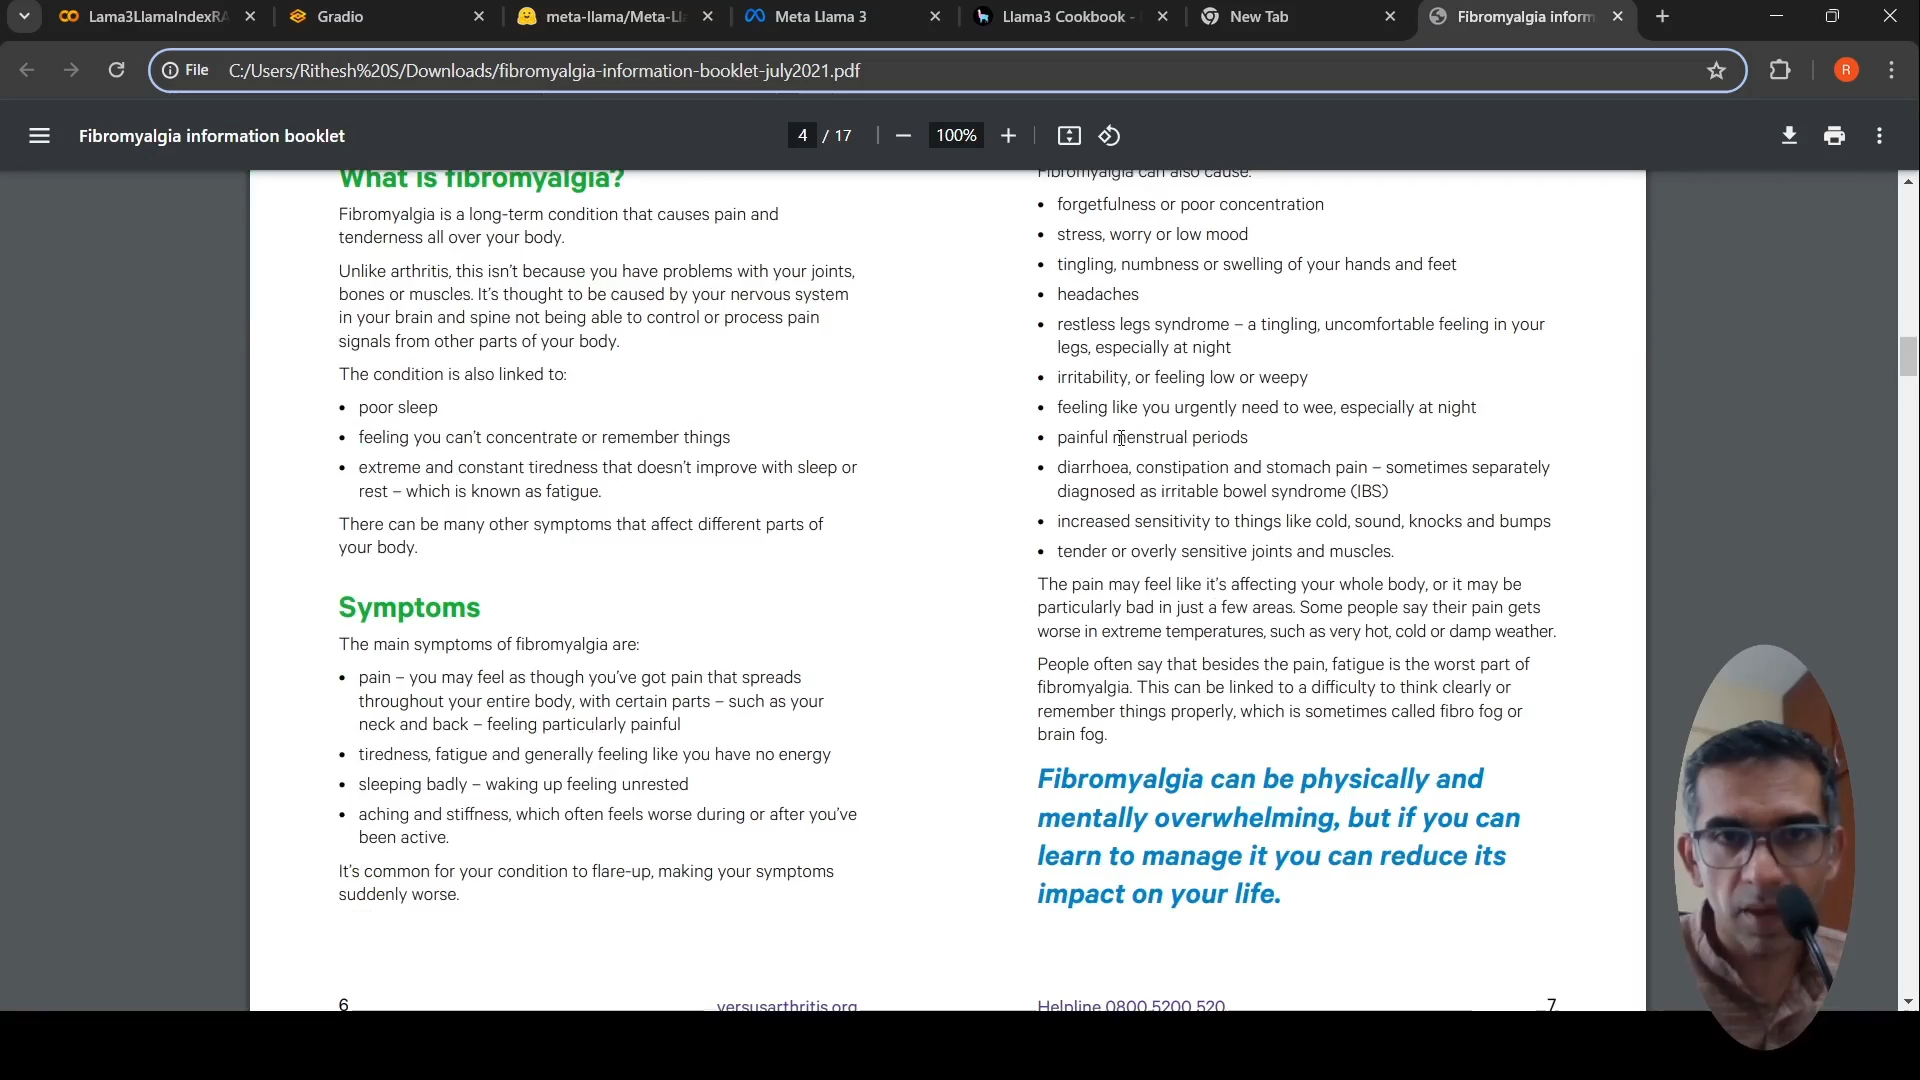 Lama3LlamaIndexRA
Gradio
meta-llama/Meta-Ll
Meta Llama 3
Llama3 Cookbook -
New Tab
Fibromyalgia inform
File
C:/Users/Rithesh%20S/Downloads/fibromyalgia-information-booklet-july2021.pdf
R
Fibromyalgia information booklet
4 / 17
100%
What is fibromyalgia?
Fibromyalgia is a long-term condition that causes pain and
tenderness all over your body.
Unlike arthritis, this isn't because you have problems with your joints,
bones or muscles. It's thought to be caused by your nervous system
in your brain and spine not being able to control or process pain
signals from other parts of your body.
The condition is also linked to:
• poor sleep
• feeling you can't concentrate or remember things
• extreme and constant tiredness that doesn't improve with sleep or
rest – which is known as fatigue.
There can be many other symptoms that affect different parts of
your body.
Symptoms
The main symptoms of fibromyalgia are:
• pain – you may feel as though you've got pain that spreads
throughout your entire body, with certain parts – such as your
neck and back – feeling particularly painful
• tiredness, fatigue and generally feeling like you have no energy
• sleeping badly – waking up feeling unrested
• aching and stiffness, which often feels worse during or after you've
been active.
It's common for your condition to flare-up, making your symptoms
suddenly worse.
6
versusarthritis.org
Fibromyalgia can also cause:
• forgetfulness or poor concentration
• stress, worry or low mood
• tingling, numbness or swelling of your hands and feet
• headaches
• restless legs syndrome – a tingling, uncomfortable feeling in your
legs, especially at night
• irritability, or feeling low or weepy
• feeling like you urgently need to wee, especially at night
• painful menstrual periods
• diarrhoea, constipation and stomach pain – sometimes separately
diagnosed as irritable bowel syndrome (IBS)
• increased sensitivity to things like cold, sound, knocks and bumps
• tender or overly sensitive joints and muscles.
The pain may feel like it's affecting your whole body, or it may be
particularly bad in just a few areas. Some people say their pain gets
worse in extreme temperatures, such as very hot, cold or damp weather.
People often say that besides the pain, fatigue is the worst part of
fibromyalgia. This can be linked to a difficulty to think clearly or
remember things properly, which is sometimes called fibro fog or
brain fog.
Fibromyalgia can be physically and
mentally overwhelming, but if you can
learn to manage it you can reduce its
impact on your life.
Helpline 0800 5200 520
7